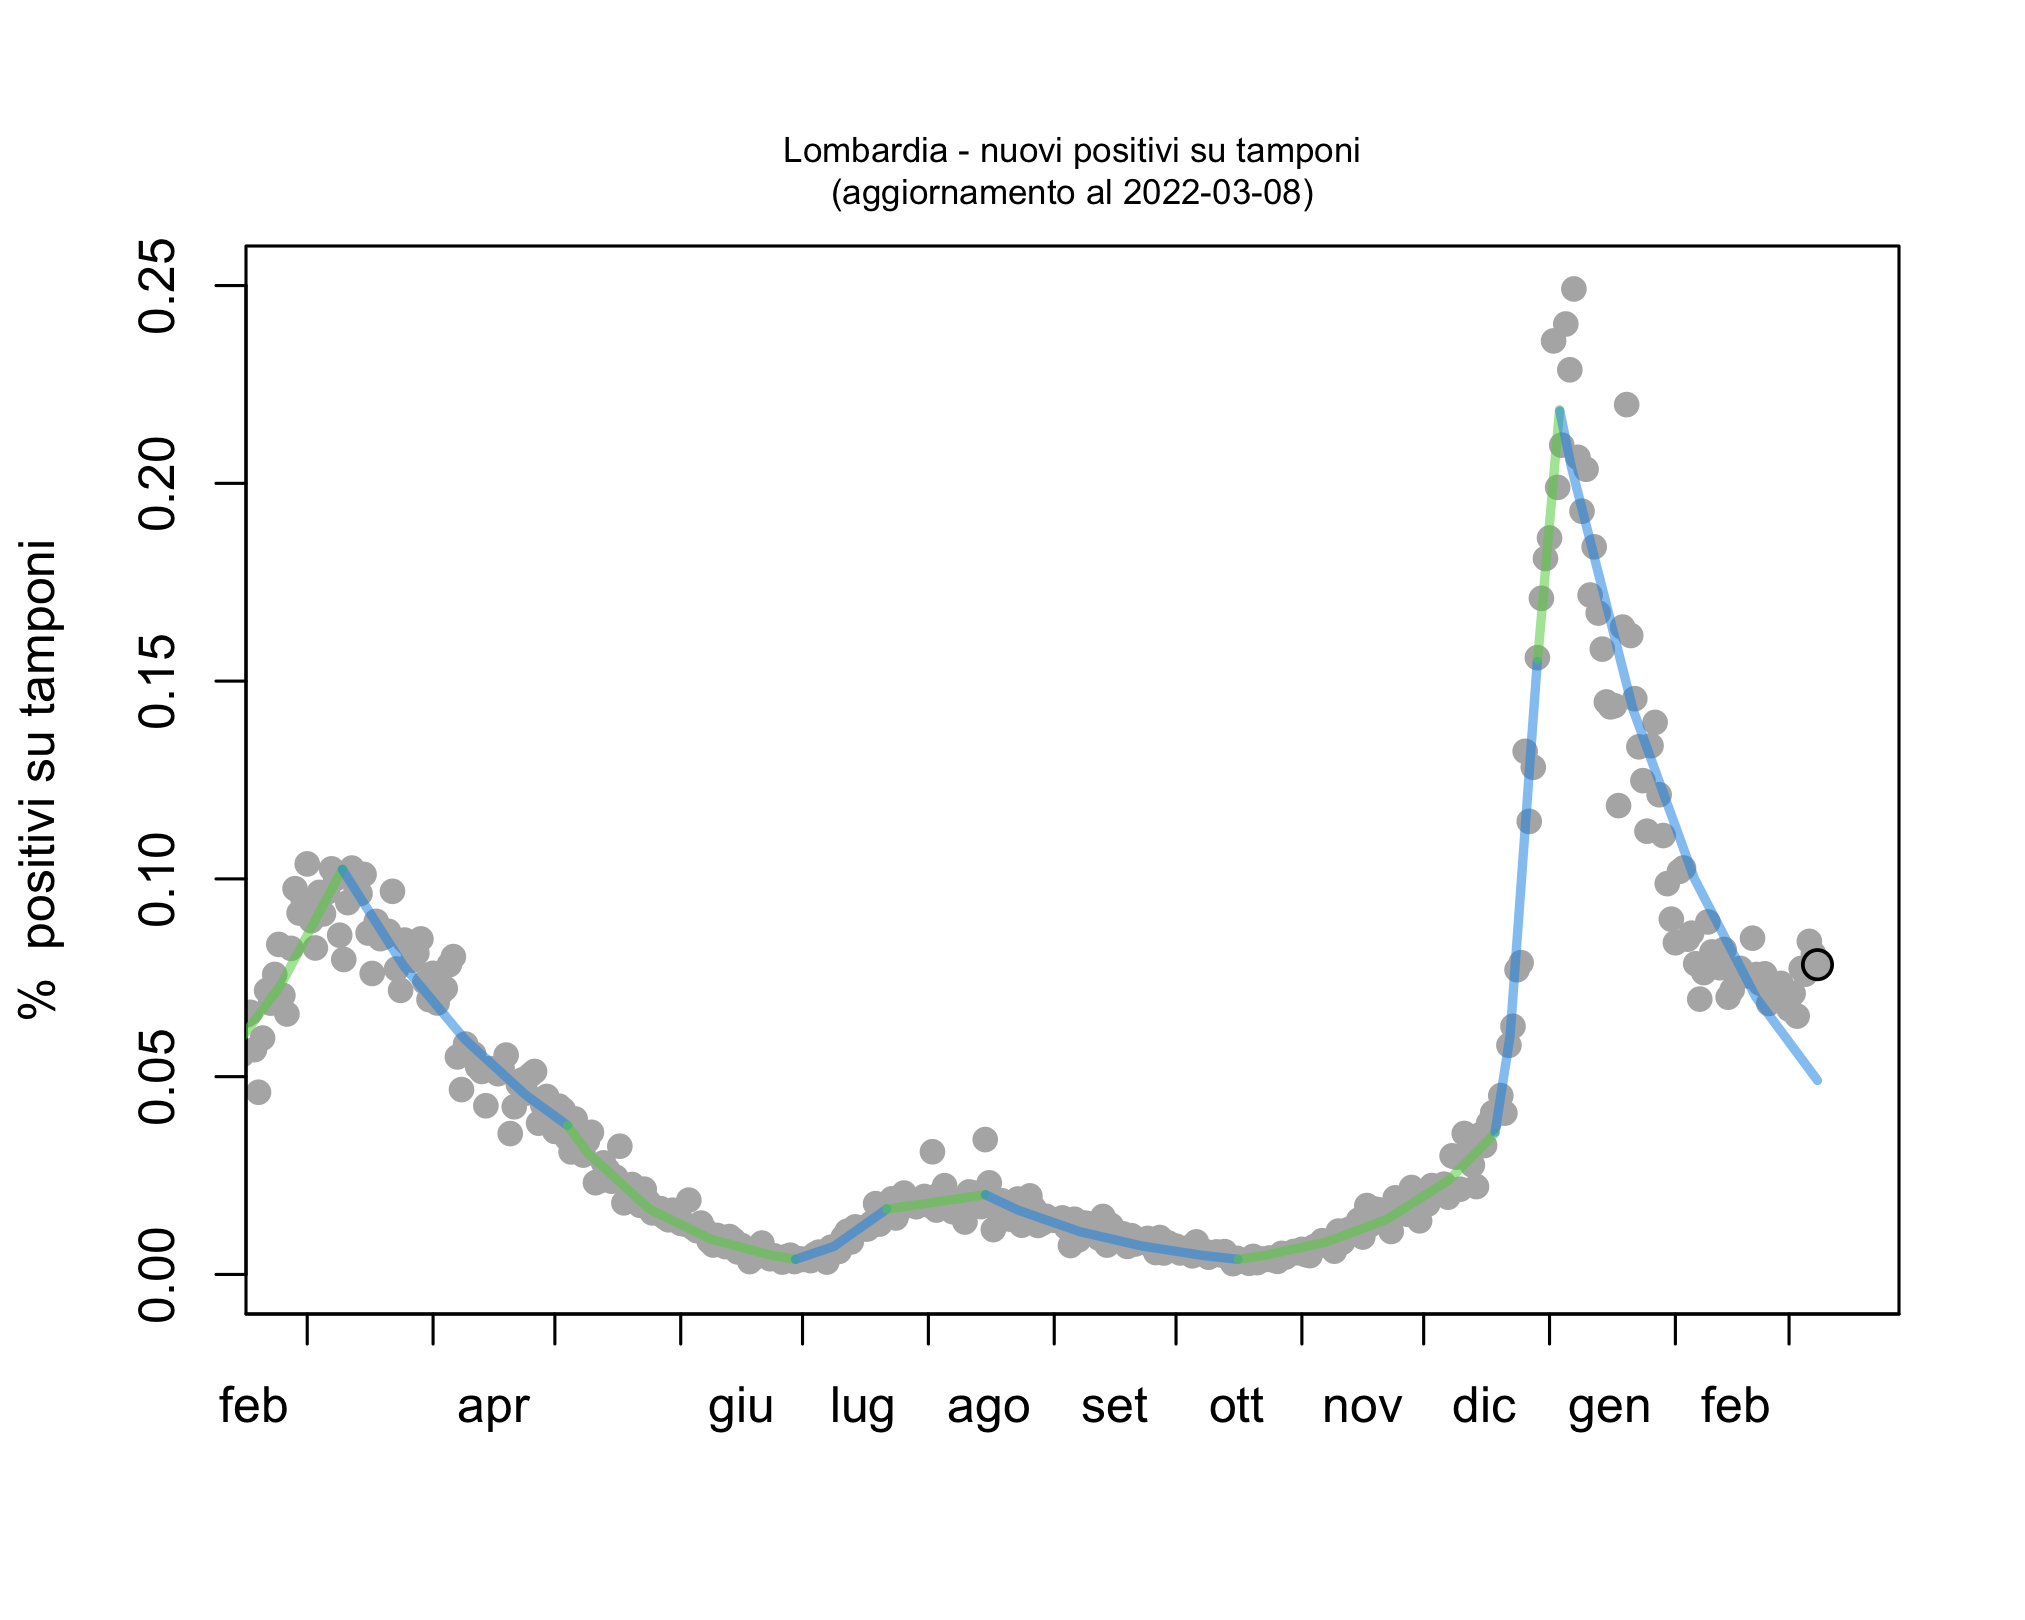 Lombardia - nuovi positivi su tamponi
(aggiornamento al 2022-03-08)
% positivi su tamponi
0.25
0.20
0.15
0.10
0.05
0.00
feb apr giu lug ago set ott nov dic gen feb